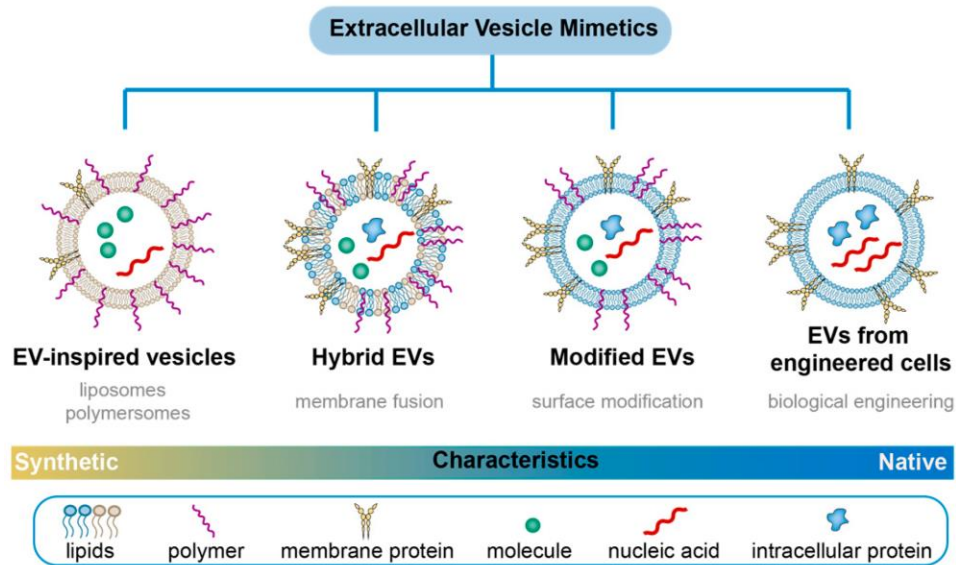 Extracellular Vesicle Mimetics
EV-inspired vesicles
liposomes
polymersomes
Hybrid EVs
membrane fusion
Modified EVs
surface modification
EVs from
engineered cells
biological engineering
Synthetic
Characteristics
Native
lipids
polymer
membrane protein
molecule
nucleic acid
intracellular protein